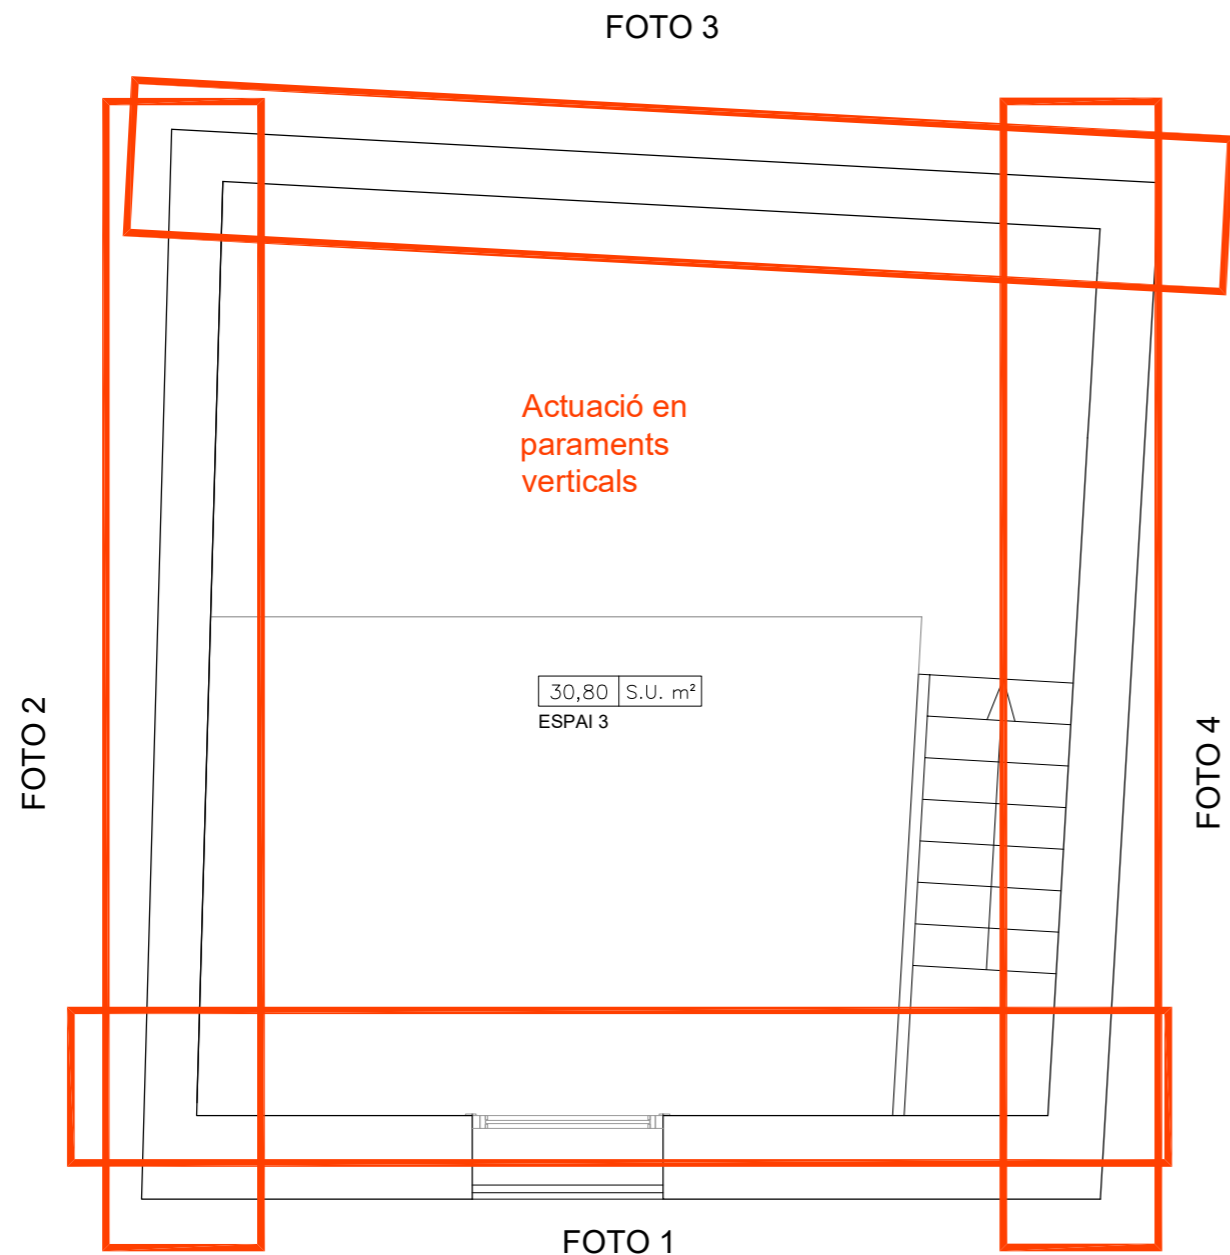 FOTO 3
Actuació en
paraments
verticals
30,80 S.U. m²
ESPAI 3
FOTO 2
FOTO 4
FOTO 1